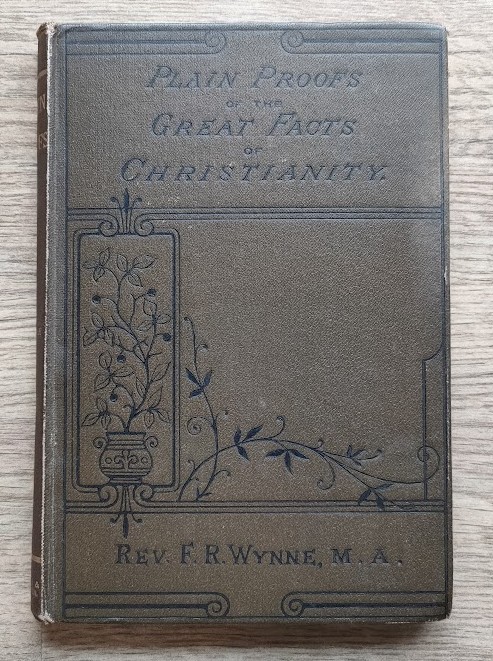 PLAIN PROOFS
OF THE
GREAT FACTS
OF
CHRISTIANITY.
REV. F. R. WYNNE, M. A.